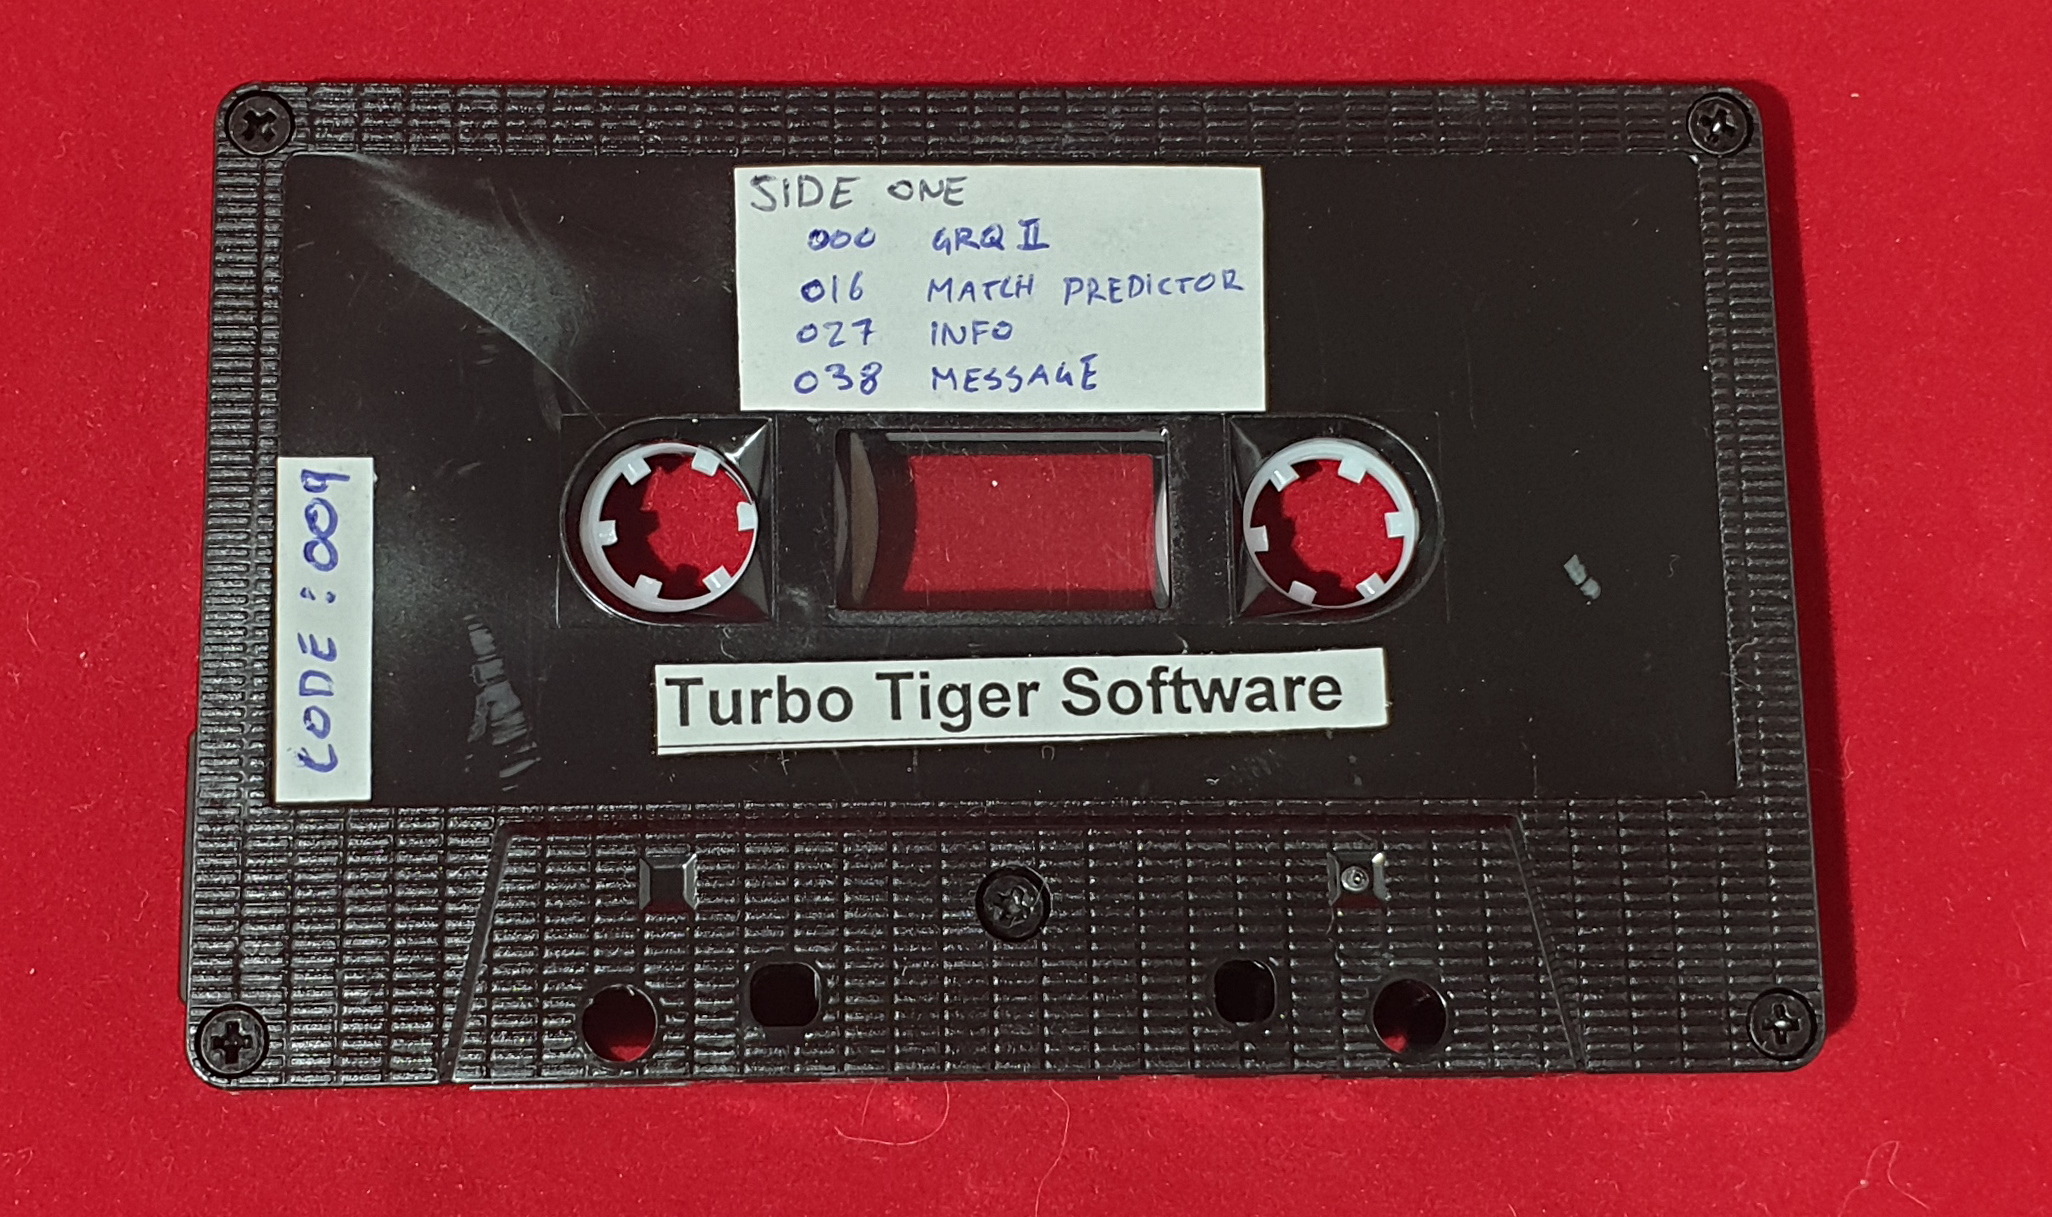 SIDE ONE
000 GRQ II
016 MATCH PREDICTOR
027 INFO
038 MESSAGE
CODE : 009
Turbo Tiger Software